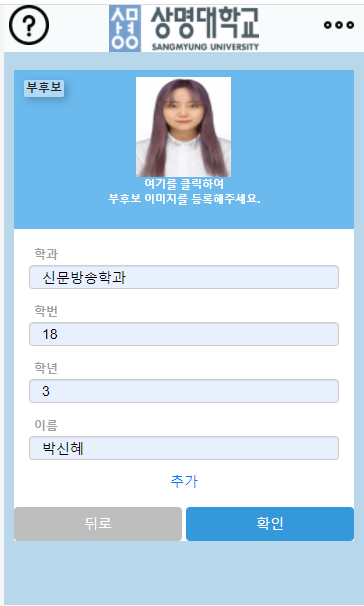 ?
상명
상명대학교
SANGMYUNG UNIVERSITY
부후보
여기를 클릭하여
부후보 이미지를 등록해주세요.
학과
신문방송학과
학번
18
학년
3
이름
박신혜
추가
뒤로
확인